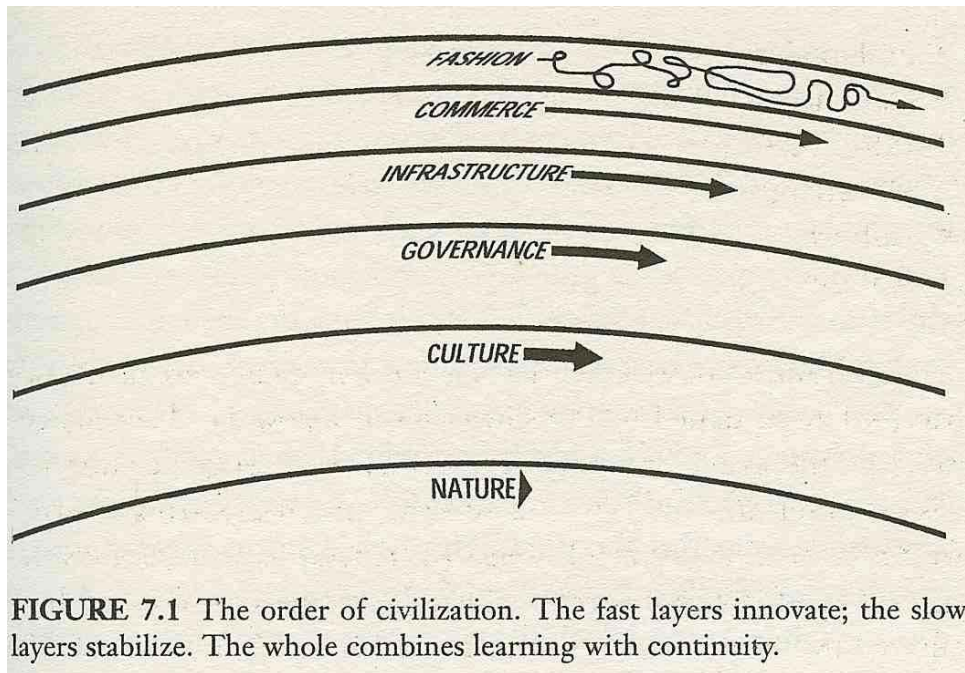 FASHION
COMMERCE
INFRASTRUCTURE
GOVERNANCE
CULTURE
NATURE
FIGURE 7.1 The order of civilization. The fast layers innovate; the slow
layers stabilize. The whole combines learning with continuity.